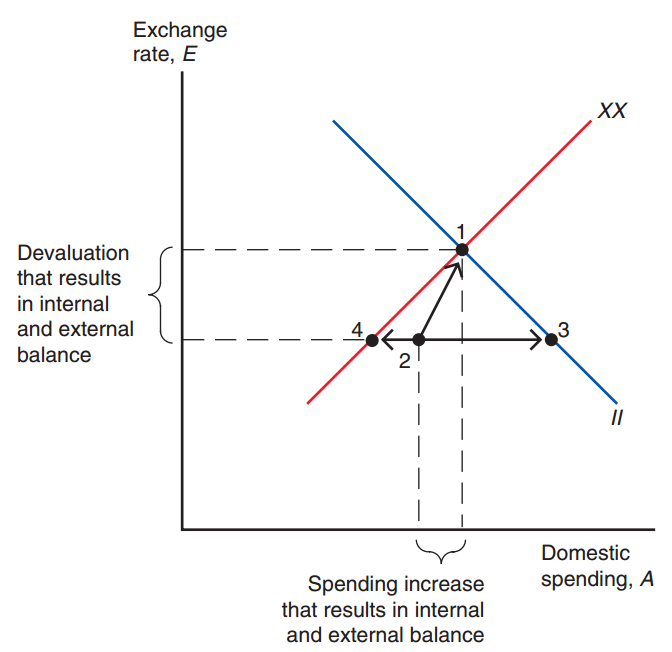 Exchange
rate, E
XX
1
Devaluation
that results
in internal
and external
balance
4
3
2
II
Domestic
spending, A
Spending increase
that results in internal
and external balance